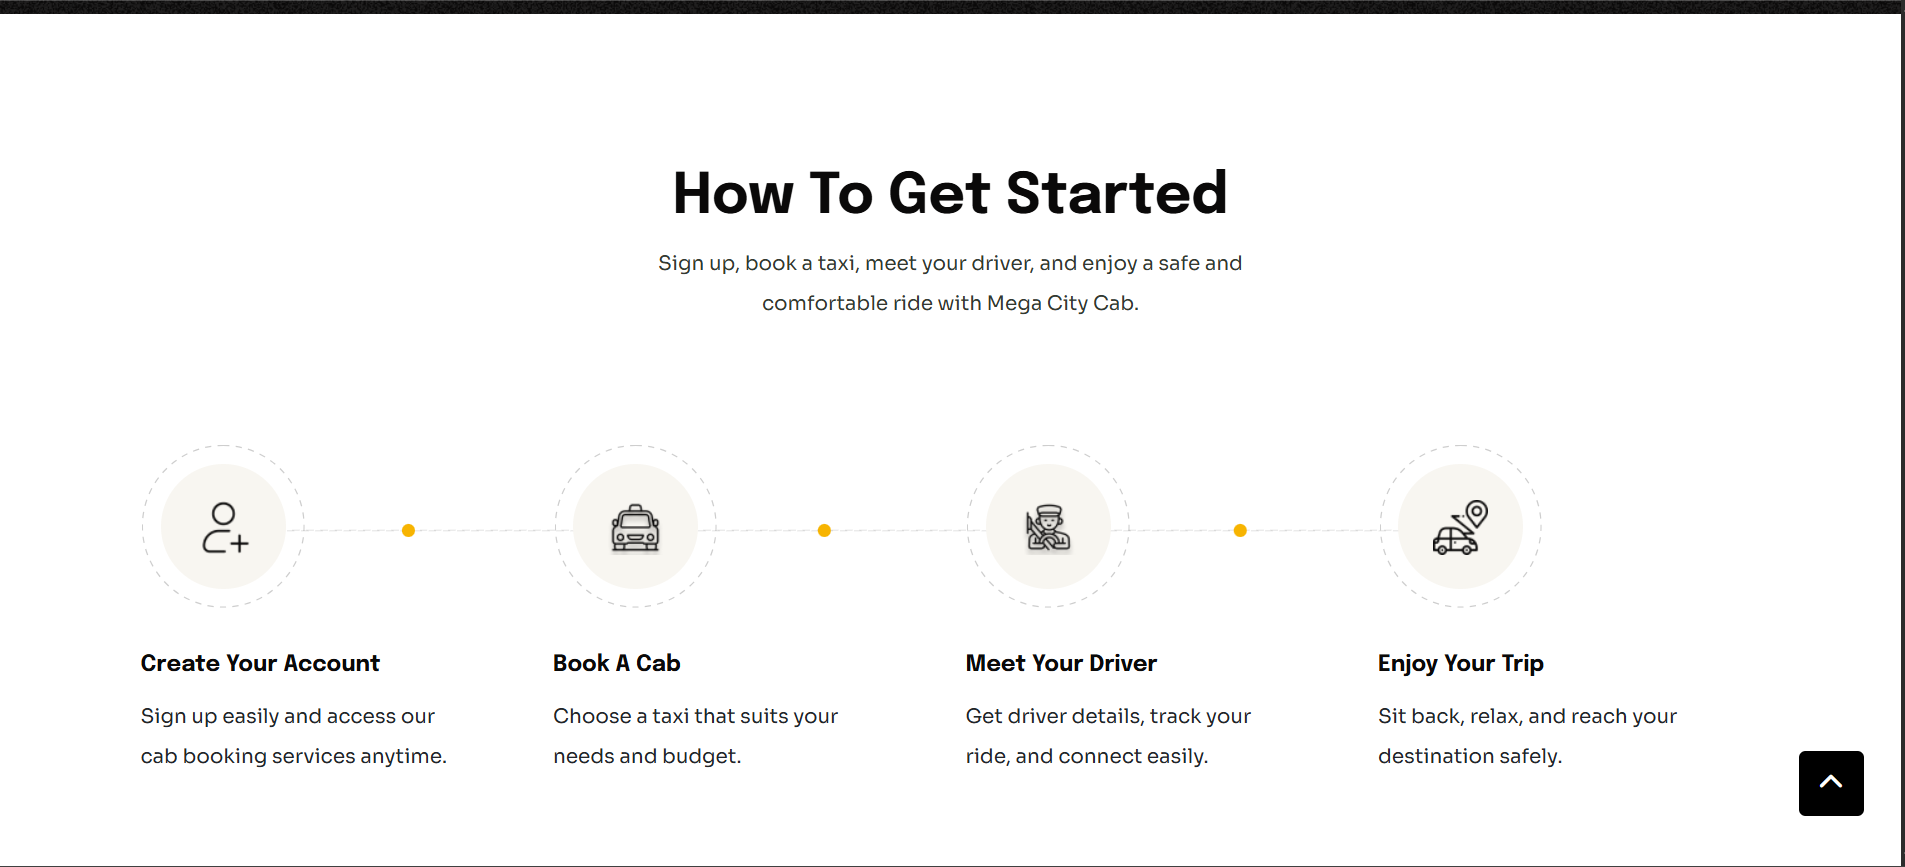 How To Get Started
Sign up, book a taxi, meet your driver, and enjoy a safe and
comfortable ride with Mega City Cab.
Create Your Account
Sign up easily and access our
cab booking services anytime.
Book A Cab
Choose a taxi that suits your
needs and budget.
Meet Your Driver
Get driver details, track your
ride, and connect easily.
Enjoy Your Trip
Sit back, relax, and reach your
destination safely.